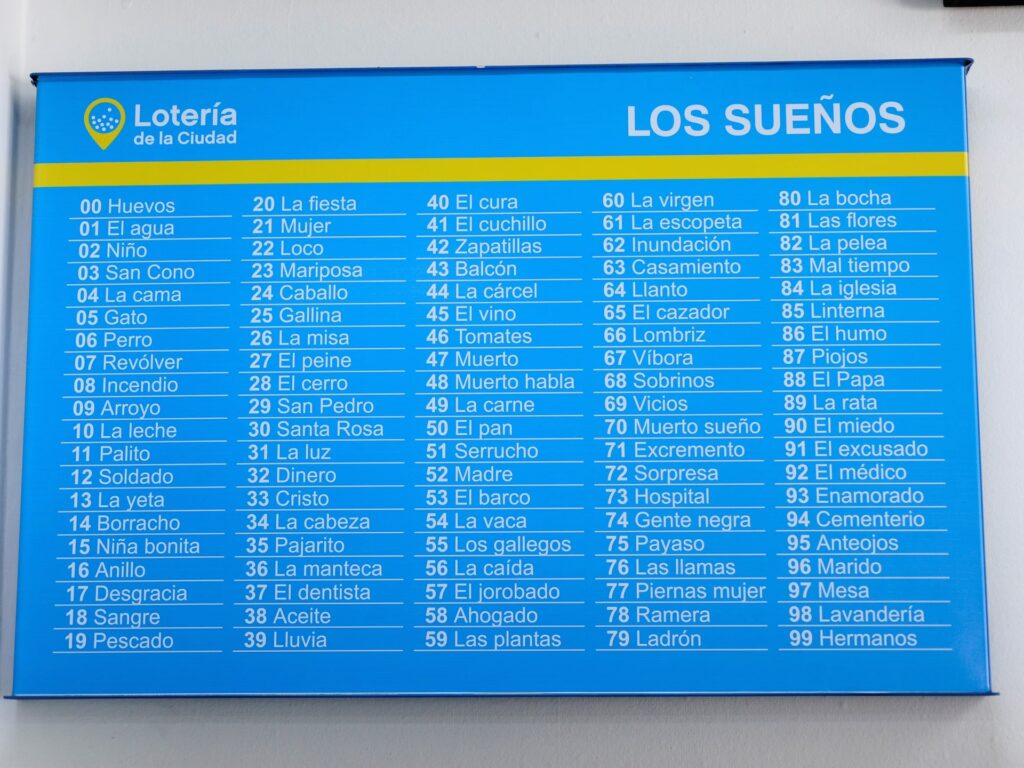 Lotería
de la Ciudad
LOS SUEÑOS
00 Huevos
01 El agua
02 Niño
03 San Cono
04 La cama
05 Gato
06 Perro
07 Revólver
08 Incendio
09 Arroyo
10 La leche
11 Palito
12 Soldado
13 La yeta
14 Borracho
15 Niña bonita
16 Anillo
17 Desgracia
18 Sangre
19 Pescado
20 La fiesta
21 Mujer
22 Loco
23 Mariposa
24 Caballo
25 Gallina
26 La misa
27 El peine
28 El cerro
29 San Pedro
30 Santa Rosa
31 La luz
32 Dinero
33 Cristo
34 La cabeza
35 Pajarito
36 La manteca
37 El dentista
38 Aceite
39 Lluvia
40 El cura
41 El cuchillo
42 Zapatillas
43 Balcón
44 La cárcel
45 El vino
46 Tomates
47 Muerto
48 Muerto habla
49 La carne
50 El pan
51 Serrucho
52 Madre
53 El barco
54 La vaca
55 Los gallegos
56 La caída
57 El jorobado
58 Ahogado
59 Las plantas
60 La virgen
61 La escopeta
62 Inundación
63 Casamiento
64 Llanto
65 El cazador
66 Lombriz
67 Víbora
68 Sobrinos
69 Vicios
70 Muerto sueño
71 Excremento
72 Sorpresa
73 Hospital
74 Gente negra
75 Payaso
76 Las llamas
77 Piernas mujer
78 Ramera
79 Ladrón
80 La bocha
81 Las flores
82 La pelea
83 Mal tiempo
84 La iglesia
85 Linterna
86 El humo
87 Piojos
88 El Papa
89 La rata
90 El miedo
91 El excusado
92 El médico
93 Enamorado
94 Cementerio
95 Anteojos
96 Marido
97 Mesa
98 Lavandería
99 Hermanos